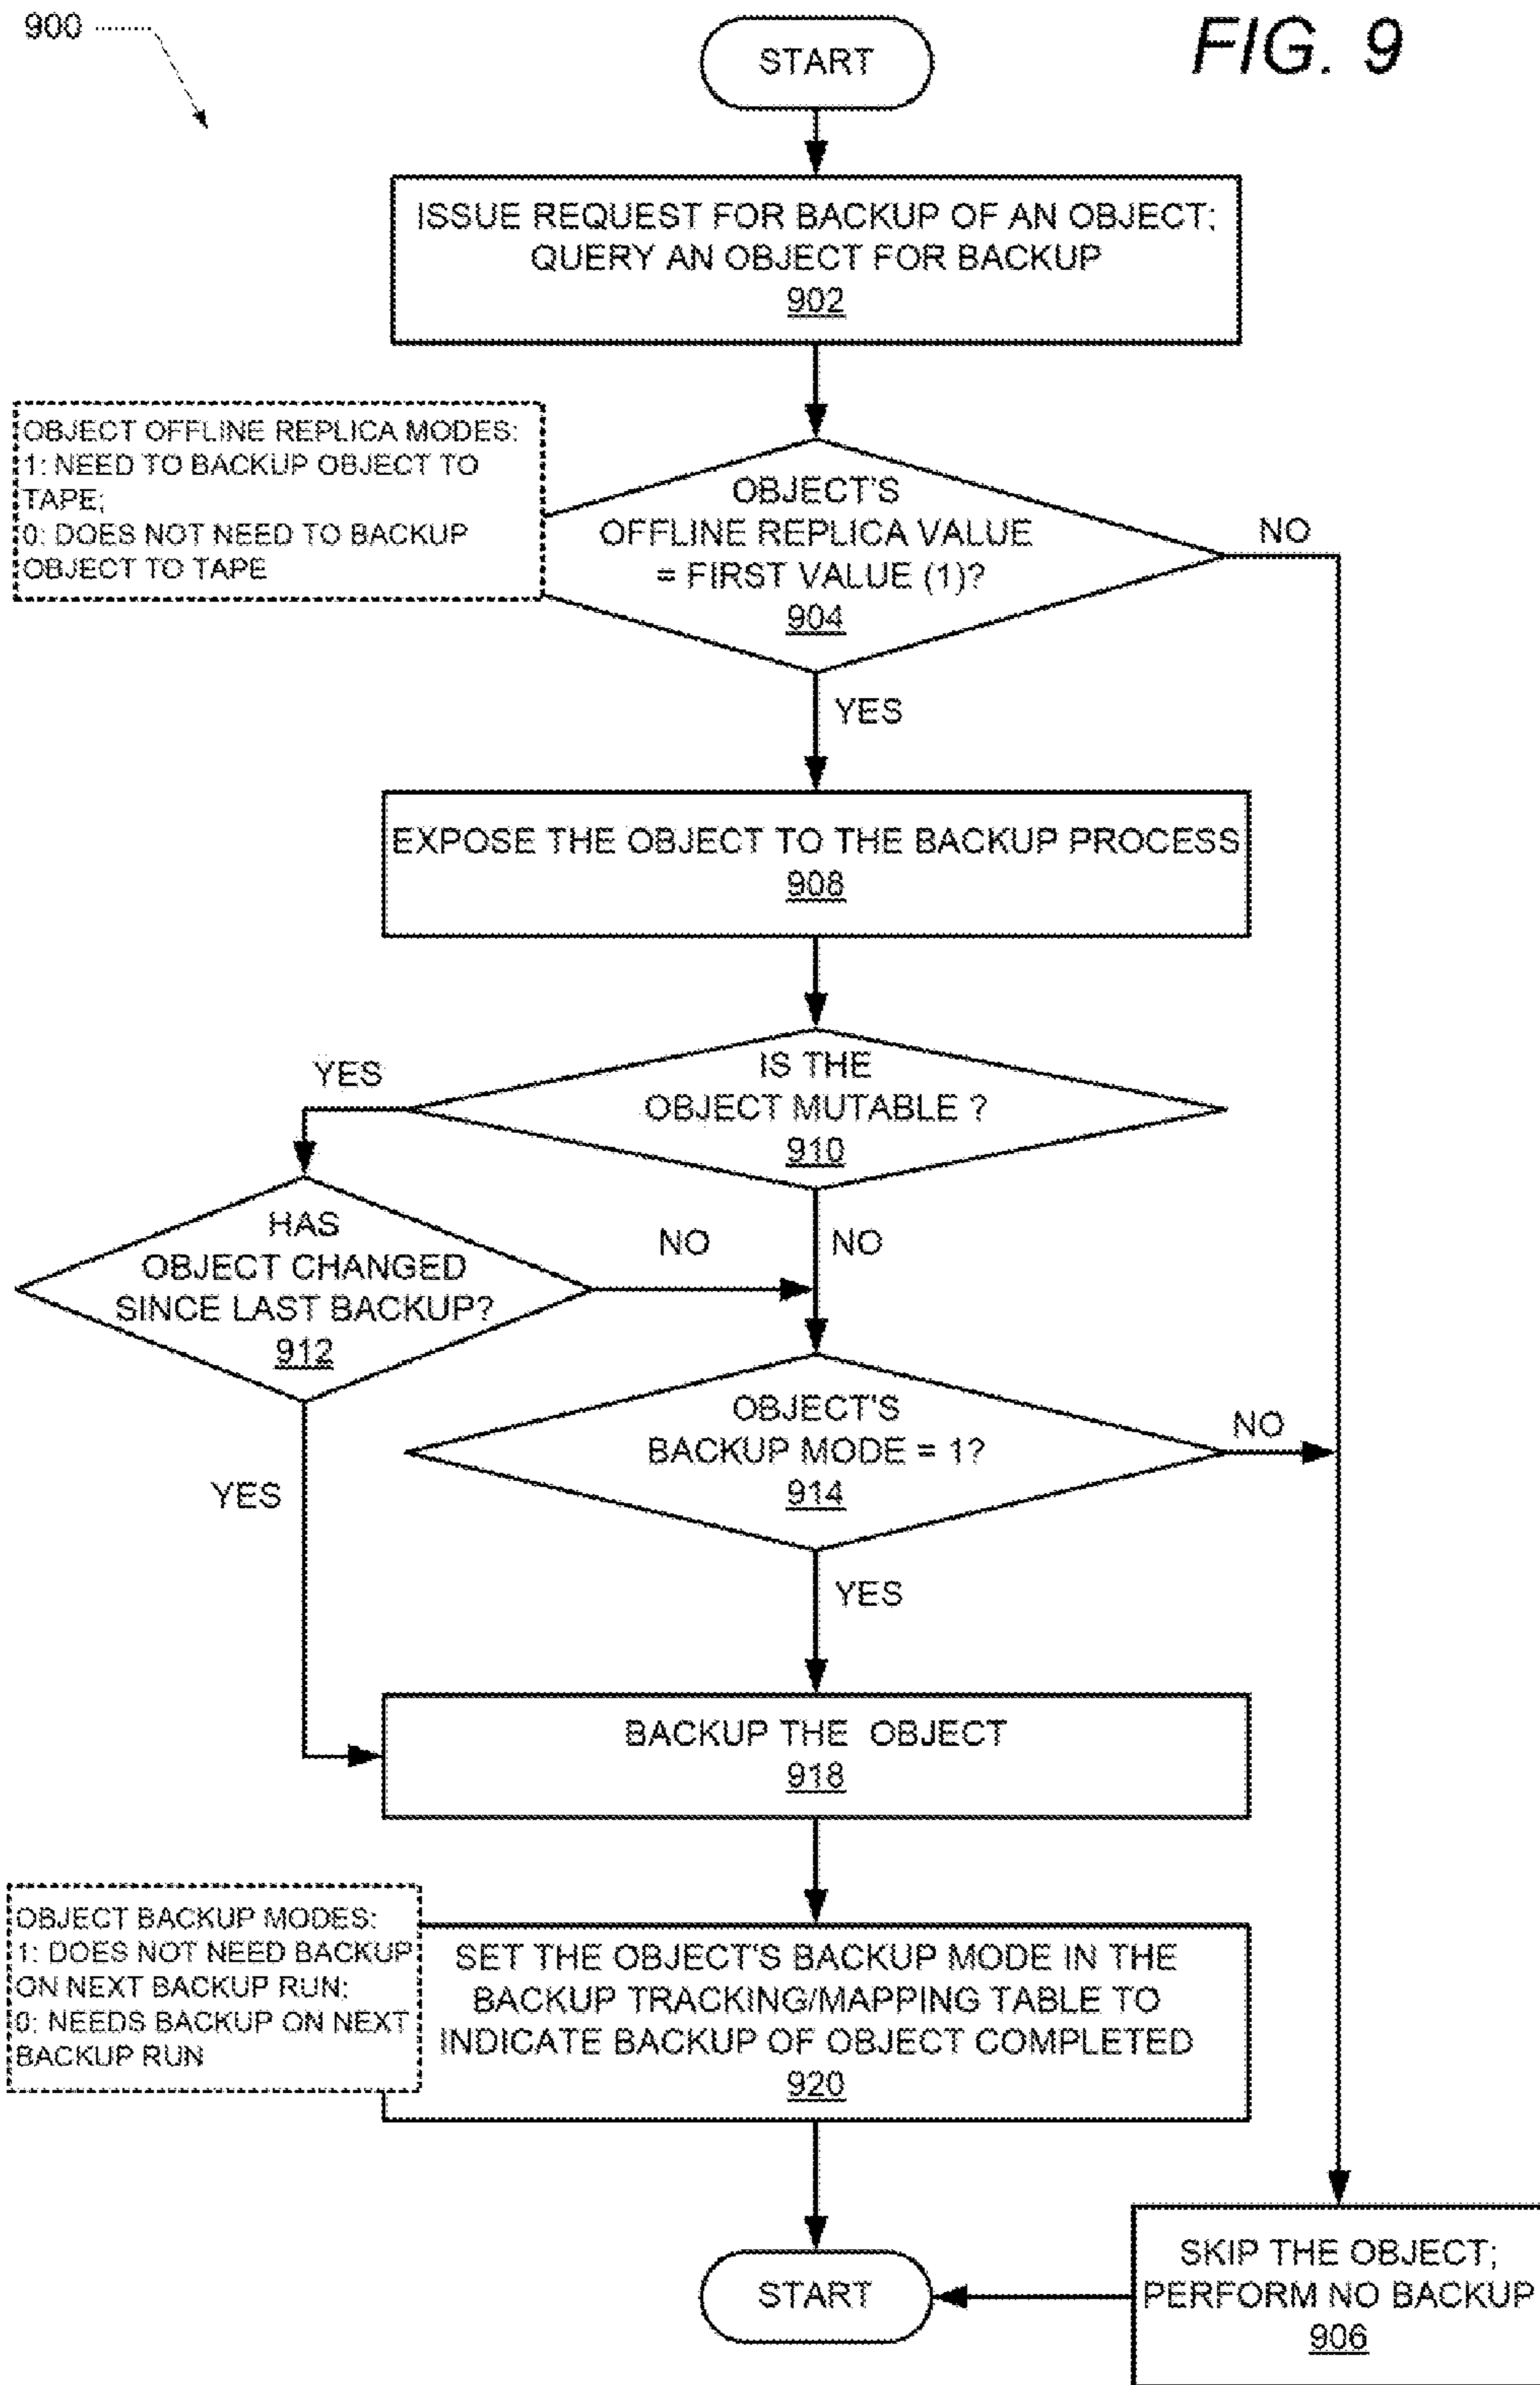 900
FIG. 9
START
ISSUE REQUEST FOR BACKUP OF AN OBJECT;
QUERY AN OBJECT FOR BACKUP
902
OBJECT OFFLINE REPLICA MODES:
1: NEED TO BACKUP OBJECT TO
TAPE;
0: DOES NOT NEED TO BACKUP
OBJECT TO TAPE
OBJECT'S
OFFLINE REPLICA VALUE
= FIRST VALUE (1)?
904
NO
YES
EXPOSE THE OBJECT TO THE BACKUP PROCESS
908
IS THE
OBJECT MUTABLE ?
910
YES
NO
HAS
OBJECT CHANGED
SINCE LAST BACKUP?
912
NO
YES
OBJECT'S
BACKUP MODE = 1?
914
NO
YES
BACKUP THE OBJECT
918
OBJECT BACKUP MODES:
1: DOES NOT NEED BACKUP
ON NEXT BACKUP RUN;
0: NEEDS BACKUP ON NEXT
BACKUP RUN
SET THE OBJECT'S BACKUP MODE IN THE
BACKUP TRACKING/MAPPING TABLE TO
INDICATE BACKUP OF OBJECT COMPLETED
920
START
SKIP THE OBJECT;
PERFORM NO BACKUP
906